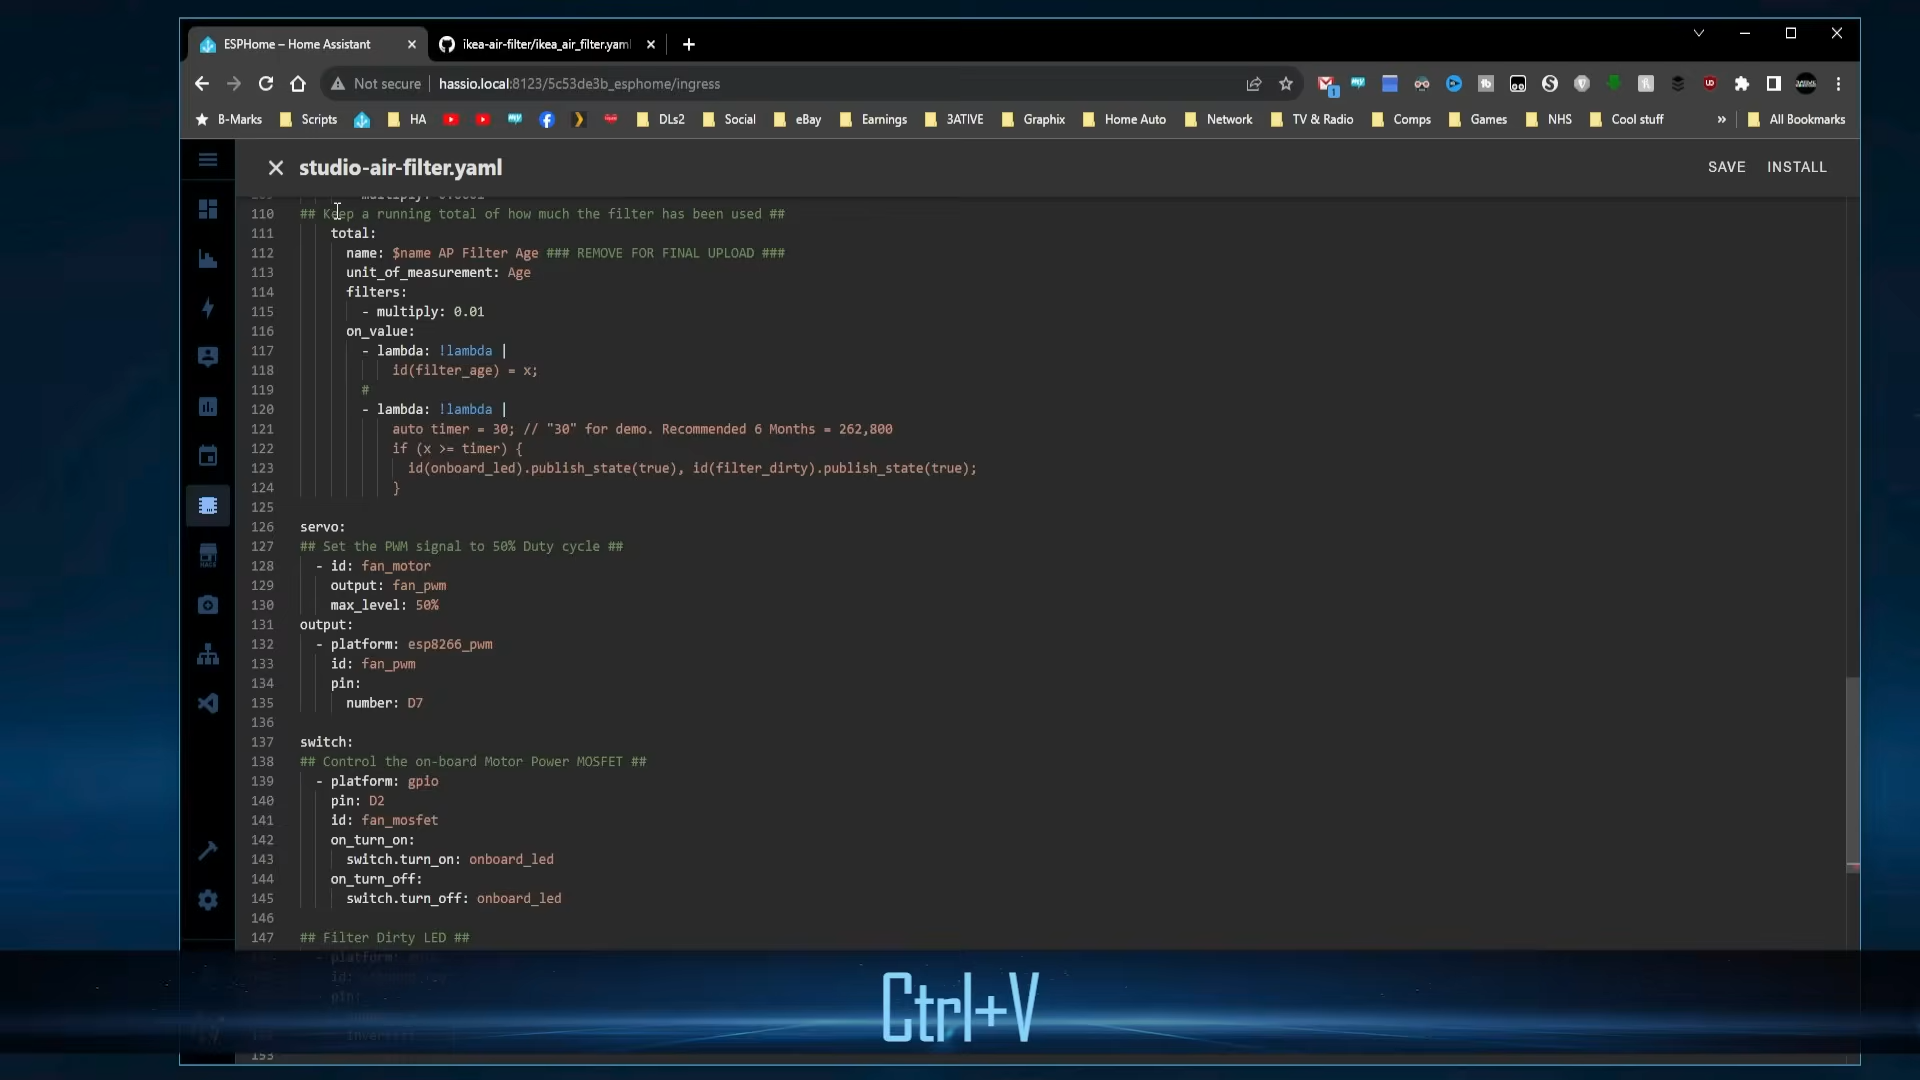 ESPHome – Home Assistant
ikea-air-filter/ikea_air_filter.yaml
Not secure hassio.local:8123/5c53de3b_esphome/ingress
B-Marks Scripts HA DLs2 Social eBay Earnings 3ATIVE Graphix Home Auto Network TV & Radio Comps Games NHS Cool stuff » All Bookmarks
studio-air-filter.yaml SAVE INSTALL
110 ## Keep a running total of how much the filter has been used ##
111 total:
112 name: $name AP Filter Age ### REMOVE FOR FINAL UPLOAD ###
113 unit_of_measurement: Age
114 filters:
115 - multiply: 0.01
116 on_value:
117 - lambda: !lambda |
118 id(filter_age) = x;
119 #
120 - lambda: !lambda |
121 auto timer = 30; // "30" for demo. Recommended 6 Months = 262,800
122 if (x >= timer) {
123 id(onboard_led).publish_state(true), id(filter_dirty).publish_state(true);
124 }
125
126 servo:
127 ## Set the PWM signal to 50% Duty cycle ##
128 - id: fan_motor
129 output: fan_pwm
130 max_level: 50%
131 output:
132 - platform: esp8266_pwm
133 id: fan_pwm
134 pin:
135 number: D7
136
137 switch:
138 ## Control the on-board Motor Power MOSFET ##
139 - platform: gpio
140 pin: D2
141 id: fan_mosfet
142 on_turn_on:
143 switch.turn_on: onboard_led
144 on_turn_off:
145 switch.turn_off: onboard_led
146
147 ## Filter Dirty LED ##
- platform:
id:
pin:
153
HACS
Ctrl+V